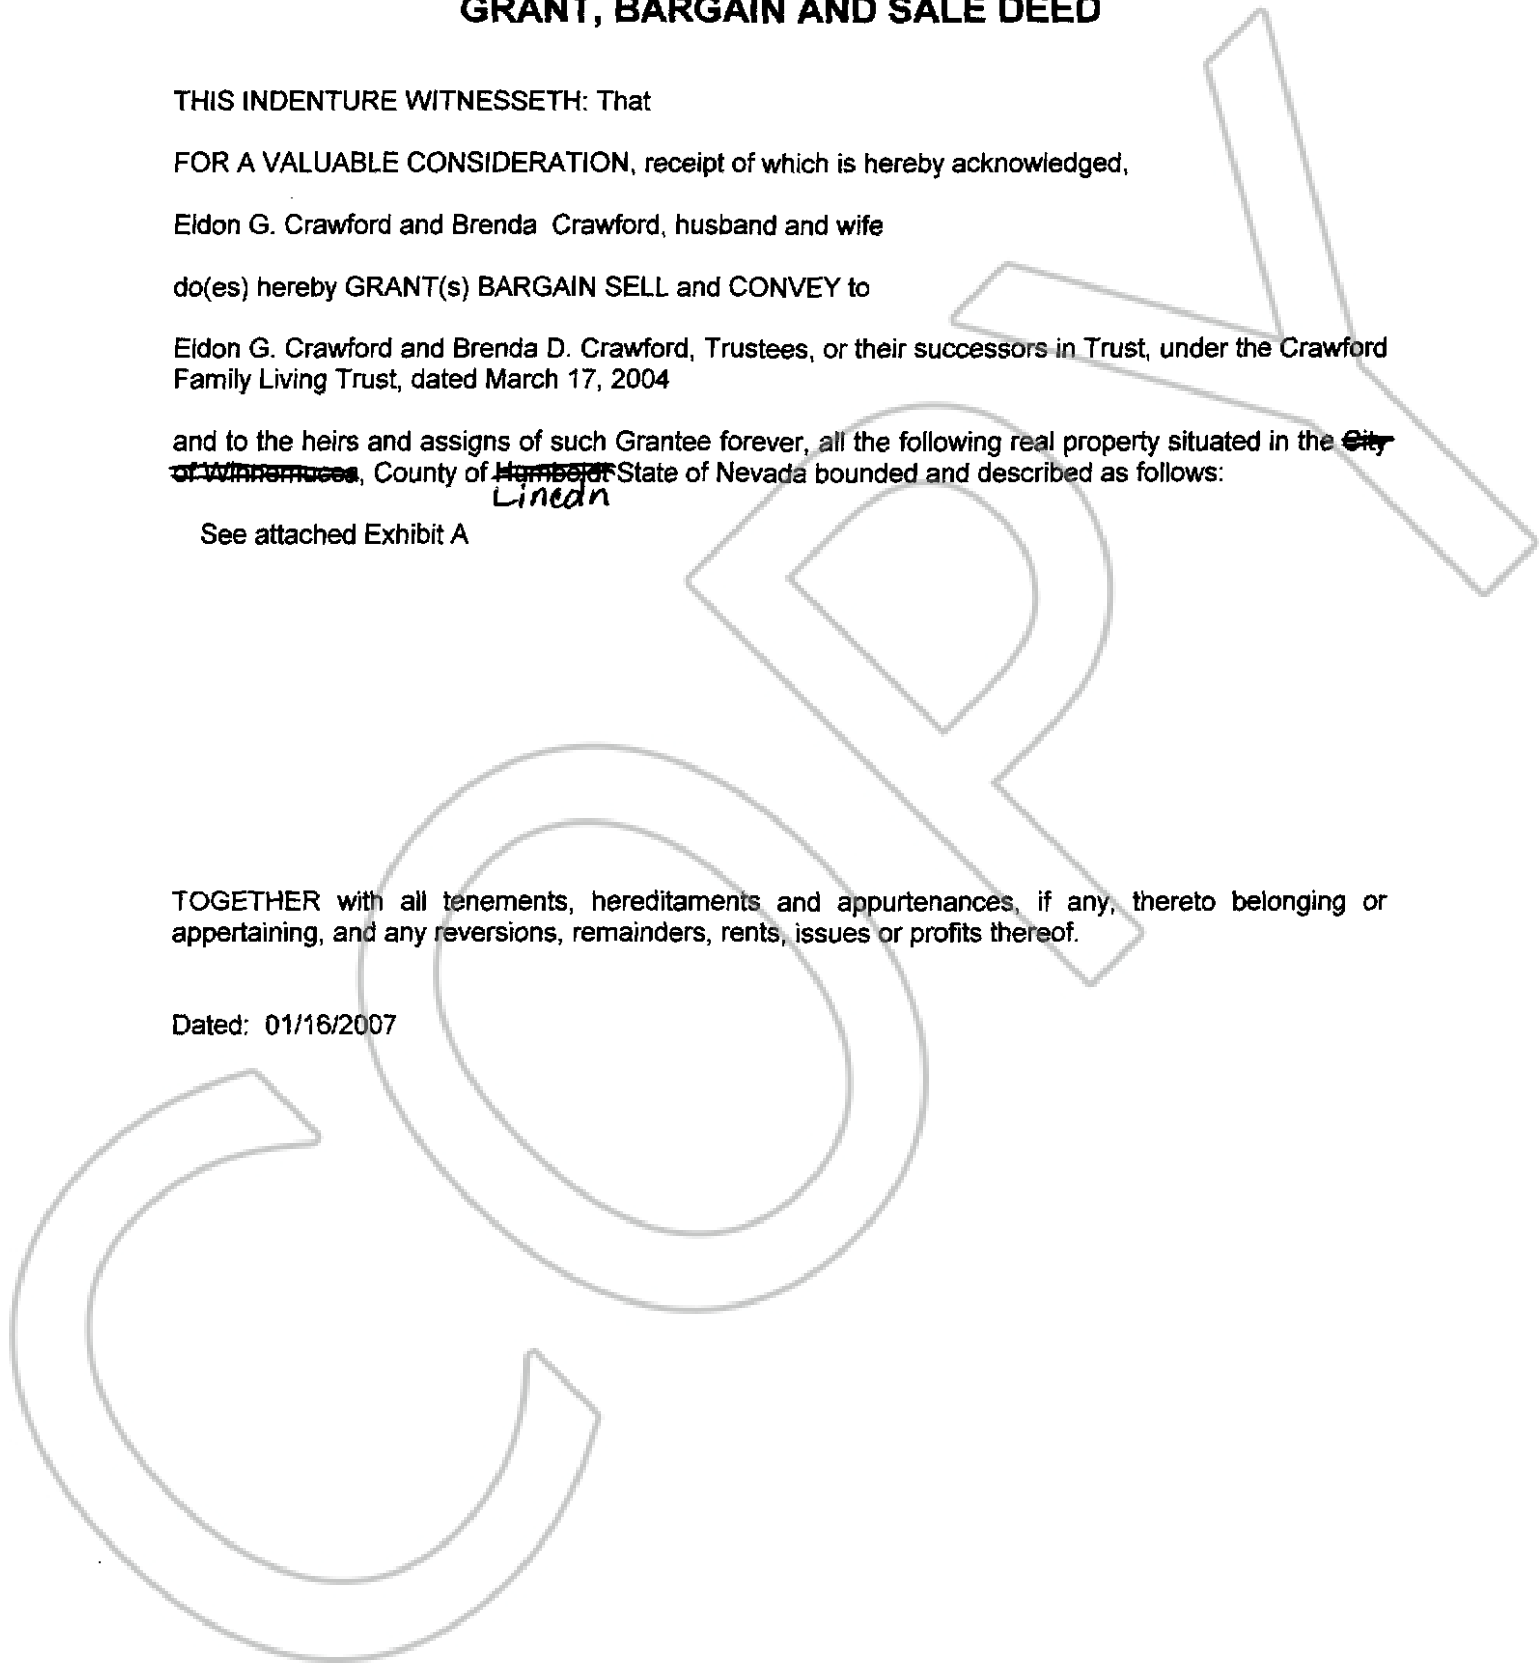 GRANT, BARGAIN AND SALE DEED
THIS INDENTURE WITNESSETH: That
FOR A VALUABLE CONSIDERATION, receipt of which is hereby acknowledged,
Eldon G. Crawford and Brenda Crawford, husband and wife
do(es) hereby GRANT(s) BARGAIN SELL and CONVEY to
Eldon G. Crawford and Brenda D. Crawford, Trustees, or their successors in Trust, under the Crawford
Family Living Trust, dated March 17, 2004
and to the heirs and assigns of such Grantee forever, all the following real property situated in the City
of Winnemucca, County of Humboldt State of Nevada bounded and described as follows:
Lincoln
See attached Exhibit A
TOGETHER with all tenements, hereditaments and appurtenances, if any, thereto belonging or
appertaining, and any reversions, remainders, rents, issues or profits thereof.
Dated: 01/16/2007
COPY